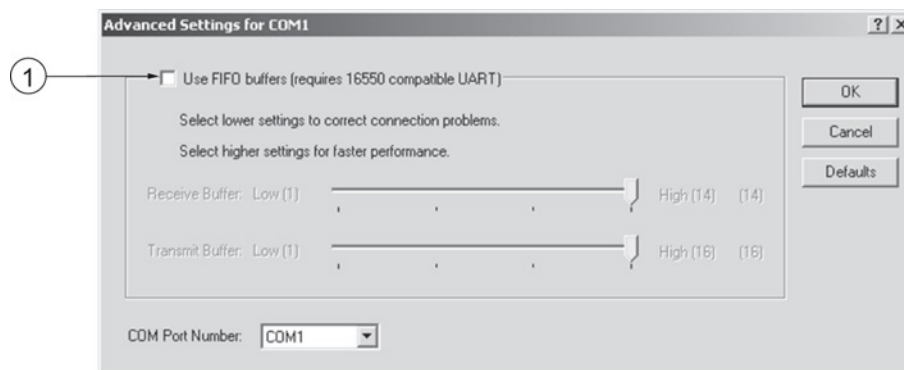 Advanced Settings for COM1
1
Use FIFO buffers (requires 16550 compatible UART)
OK
Select lower settings to correct connection problems.
Cancel
Select higher settings for faster performance.
Defaults
Receive Buffer: Low (1) High (14) (14)
Transmit Buffer: Low (1) High (16) (16)
COM Port Number: COM1